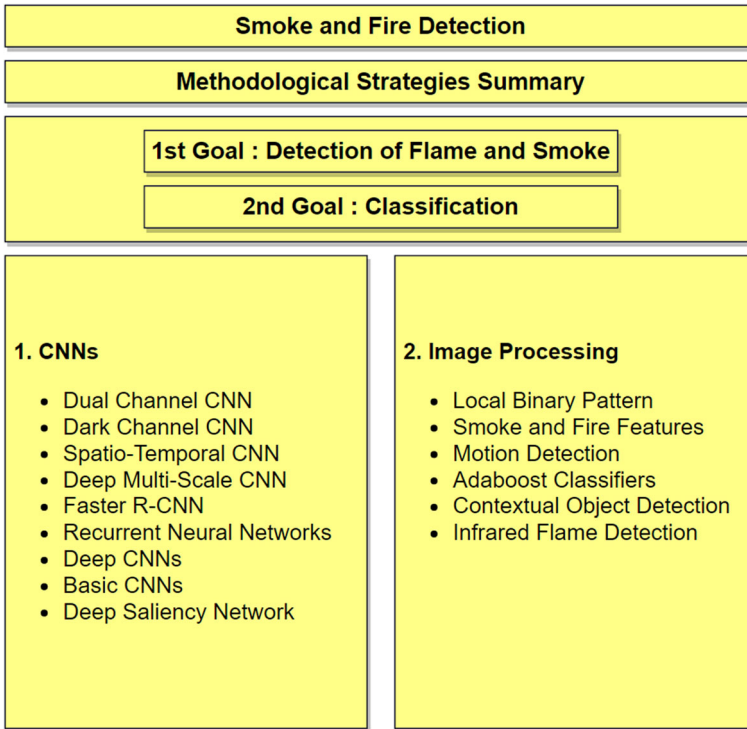 Smoke and Fire Detection
Methodological Strategies Summary
1st Goal : Detection of Flame and Smoke
2nd Goal : Classification
1. CNNs
• Dual Channel CNN
• Dark Channel CNN
• Spatio-Temporal CNN
• Deep Multi-Scale CNN
• Faster R-CNN
• Recurrent Neural Networks
• Deep CNNs
• Basic CNNs
• Deep Saliency Network
2. Image Processing
• Local Binary Pattern
• Smoke and Fire Features
• Motion Detection
• Adaboost Classifiers
• Contextual Object Detection
• Infrared Flame Detection